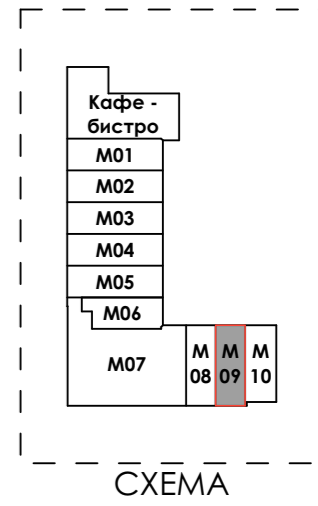 Кафе -
бистро
М01
М02
М03
М04
М05
М06
М07
М
08
М
09
М
10
СХЕМА